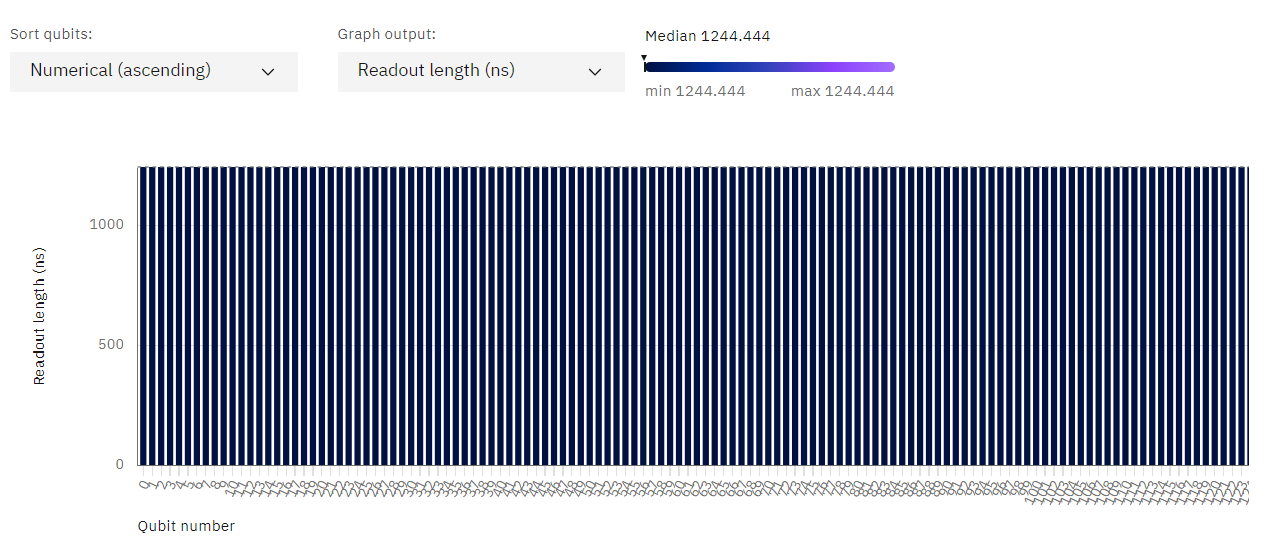 Sort qubits:
Graph output:
Median 1244.444
Numerical (ascending)
Readout length (ns)
min 1244.444
max 1244.444
Readout length (ns)
1000
500
0
0 1 2 3 4 5 6 7 8 9 10 11 12 13 14 15 16 17 18 19 20 21 22 23 24 25 26 27 28 29 30 31 32 33 34 35 36 37 38 39 40 41 42 43 44 45 46 47 48 49 50 51 52 53 54 55 56 57 58 59 60 61 62 63 64 65 66 67 68 69 70 71 72 73 74 75 76 77 78 79 80 81 82 83 84 85 86 87 88 89 90 91 92 93 94 95 96 97 98 99 100 101 102 103 104 105 106 107 108 109 110 111 112 113 114 115 116 117 118 119 120 121 122 123
Qubit number